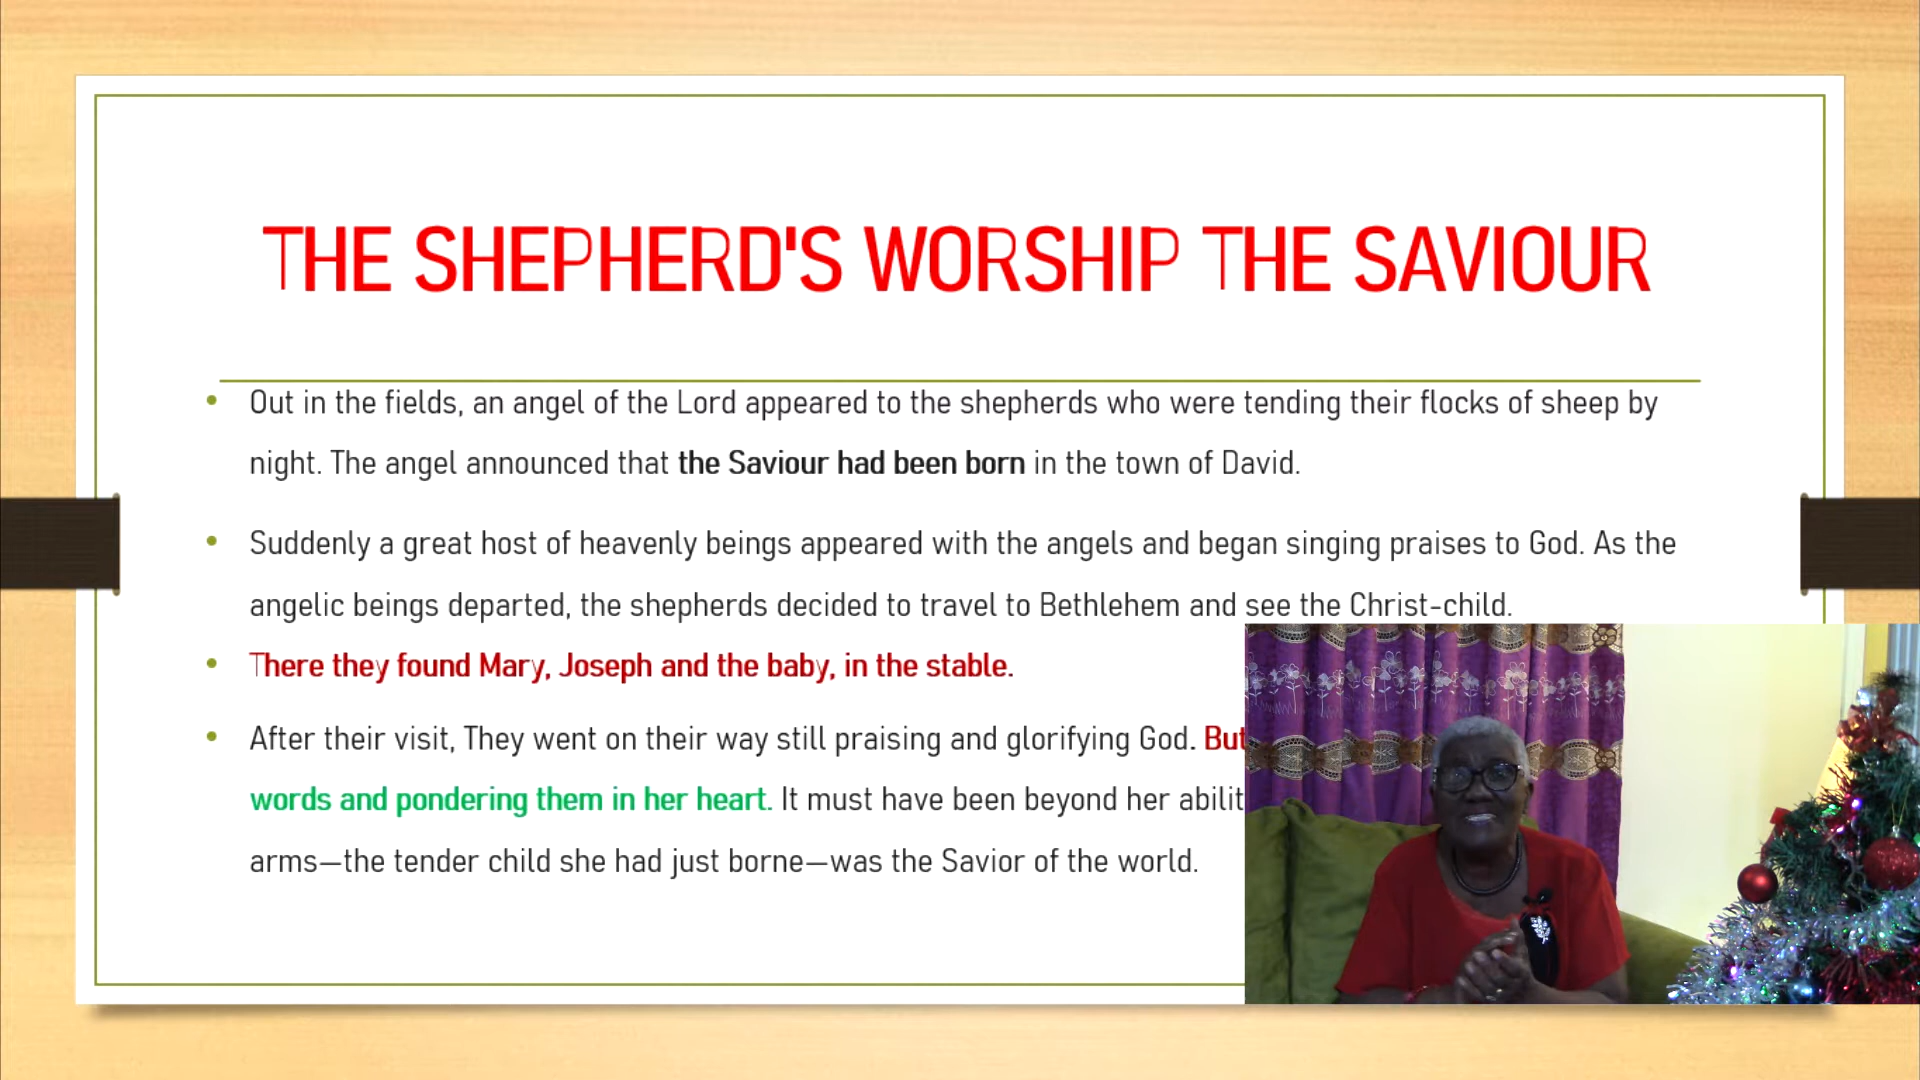 THE SHEPHERD'S WORSHIP THE SAVIOUR
• Out in the fields, an angel of the Lord appeared to the shepherds who were tending their flocks of sheep by
night. The angel announced that the Saviour had been born in the town of David.
• Suddenly a great host of heavenly beings appeared with the angels and began singing praises to God. As the
angelic beings departed, the shepherds decided to travel to Bethlehem and see the Christ-child.
• There they found Mary, Joseph and the baby, in the stable.
• After their visit, They went on their way still praising and glorifying God. But
words and pondering them in her heart. It must have been beyond her
arms—the tender child she had just borne—was the Savior of the world.